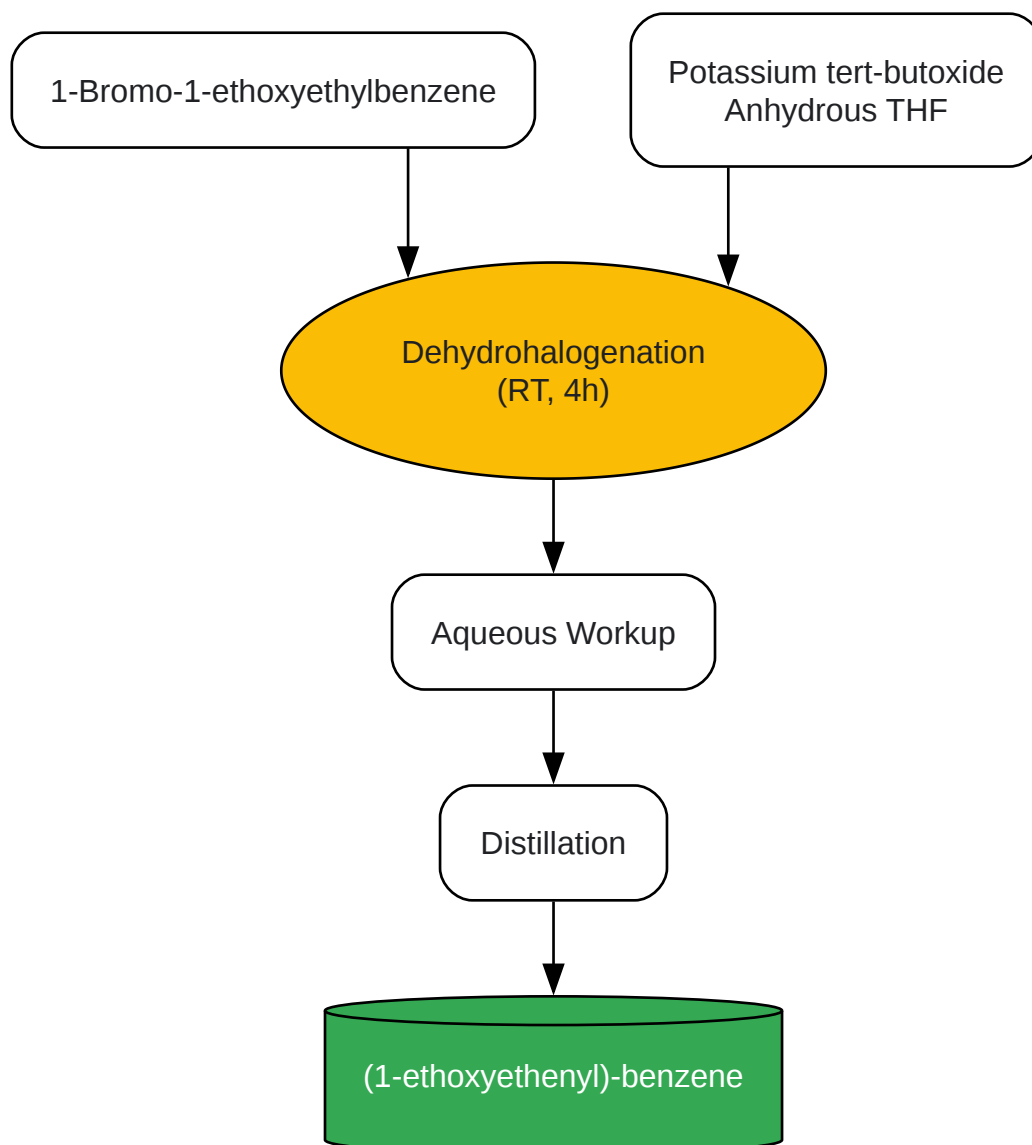 1-Bromo-1-ethoxyethylbenzene
Potassium tert-butoxide
Anhydrous THF
Dehydrohalogenation
(RT, 4h)
Aqueous Workup
Distillation
(1-ethoxyethenyl)-benzene